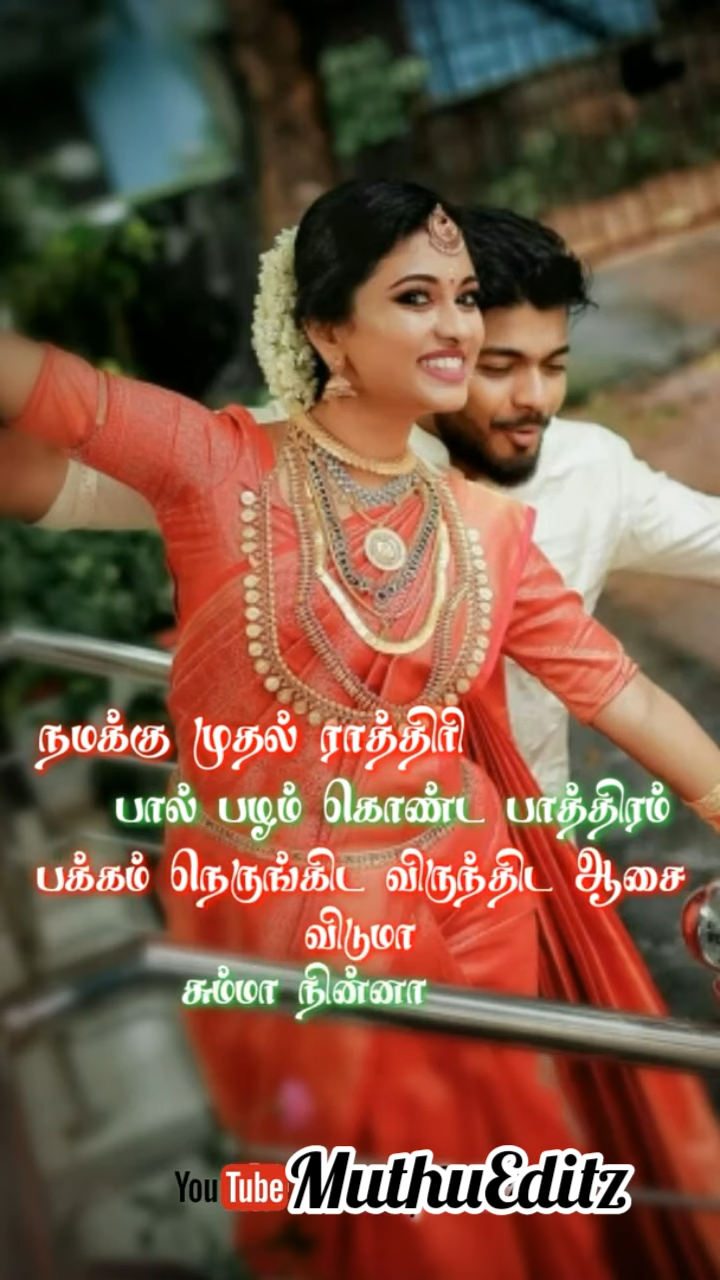 நமக்கு முதல் ராத்திரி
பால் பழம் கொண்ட பாத்திரம்
பக்கம் நெருங்கிட விருந்திட ஆசை
விடுமா
சும்மா நின்னா
YouTube MuthuEditz